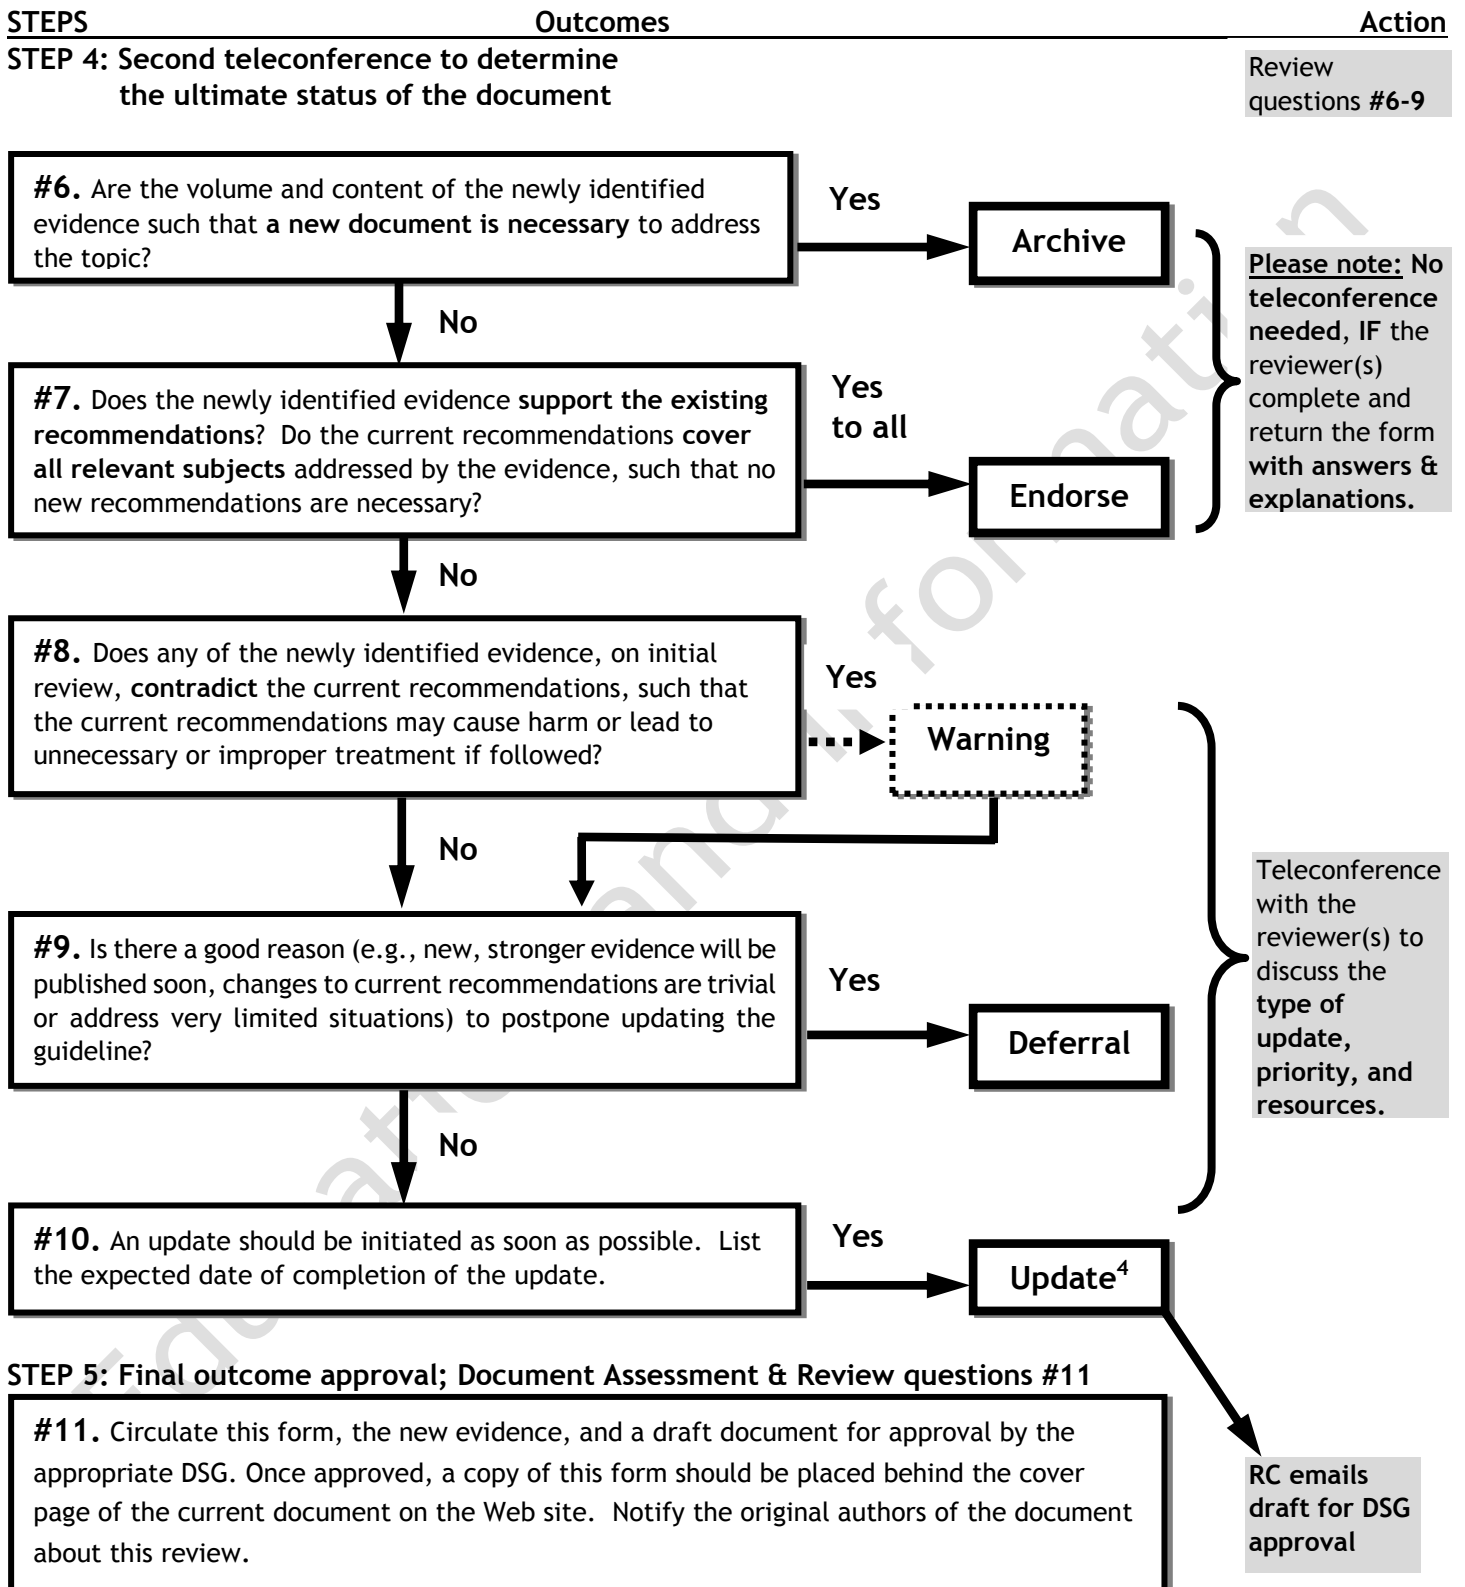 STEPS Outcomes Action
STEP 4: Second teleconference to determine
the ultimate status of the document
Review
questions #6-9
#6. Are the volume and content of the newly identified
evidence such that a new document is necessary to address
the topic?
Yes
Archive
No
Please note: No
teleconference
needed, IF the
reviewer(s)
complete and
return the form
with answers &
explanations.
#7. Does the newly identified evidence support the existing
recommendations? Do the current recommendations cover
all relevant subjects addressed by the evidence, such that no
new recommendations are necessary?
Yes
to all
Endorse
No
#8. Does any of the newly identified evidence, on initial
review, contradict the current recommendations, such that
the current recommendations may cause harm or lead to
unnecessary or improper treatment if followed?
Yes
Warning
No
Teleconference
with the
reviewer(s) to
discuss the
type of
update,
priority, and
resources.
#9. Is there a good reason (e.g., new, stronger evidence will be
published soon, changes to current recommendations are trivial
or address very limited situations) to postpone updating the
guideline?
Yes
Deferral
No
#10. An update should be initiated as soon as possible. List
the expected date of completion of the update.
Yes
Update4
STEP 5: Final outcome approval; Document Assessment & Review questions #11
#11. Circulate this form, the new evidence, and a draft document for approval by the
appropriate DSG. Once approved, a copy of this form should be placed behind the cover
page of the current document on the Web site. Notify the original authors of the document
about this review.
RC emails
draft for DSG
approval